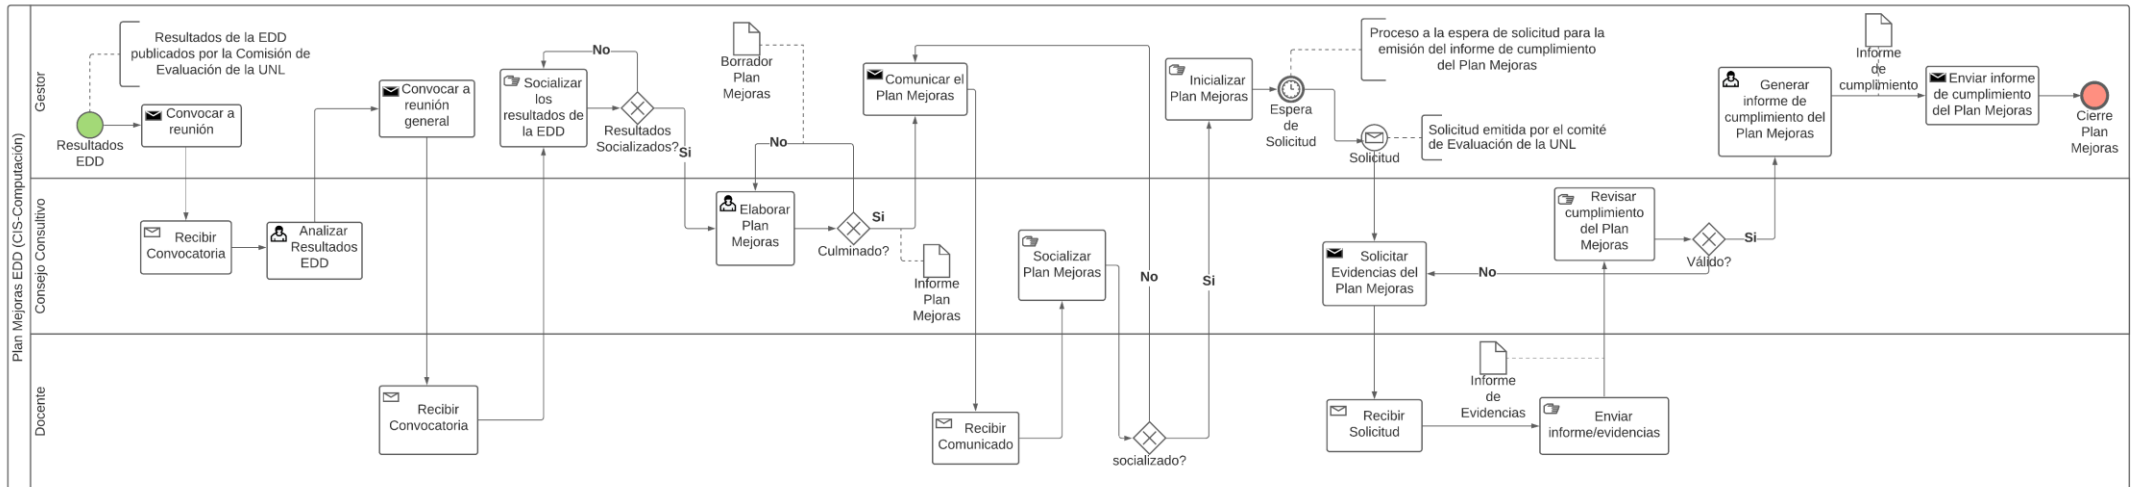 Plan Mejoras EDD (CIS-Computación)
Gestor
Resultados de la EDD
publicados por la Comisión de
Evaluación de la UNL
Resultados
EDD
Convocar a
reunión
Convocar a
reunión
general
Socializar
los
resultados de
la EDD
No
Resultados
Socializados?
Si
Borrador
Plan
Mejoras
No
Comunicar el
Plan Mejoras
Inicializar
Plan Mejoras
Proceso a la espera de solicitud para la
emisión del informe de cumplimiento
del Plan Mejoras
Espera
de
Solicitud
Solicitud
Solicitud emitida por el comité
de Evaluación de la UNL
Generar
informe de
cumplimiento del
Plan Mejoras
Informe
de
cumplimiento
Enviar informe
de cumplimiento
del Plan Mejoras
Cierre
Plan
Mejoras
Consejo Consultivo
Recibir
Convocatoria
Analizar
Resultados
EDD
Elaborar
Plan
Mejoras
Si
Culminado?
Informe
Plan
Mejoras
Socializar
Plan Mejoras
No
Si
Solicitar
Evidencias del
Plan Mejoras
No
Revisar
cumplimiento
del Plan
Mejoras
Válido?
Si
Docente
Recibir
Convocatoria
Recibir
Comunicado
socializado?
Recibir
Solicitud
Informe
de
Evidencias
Enviar
informe/evidencias